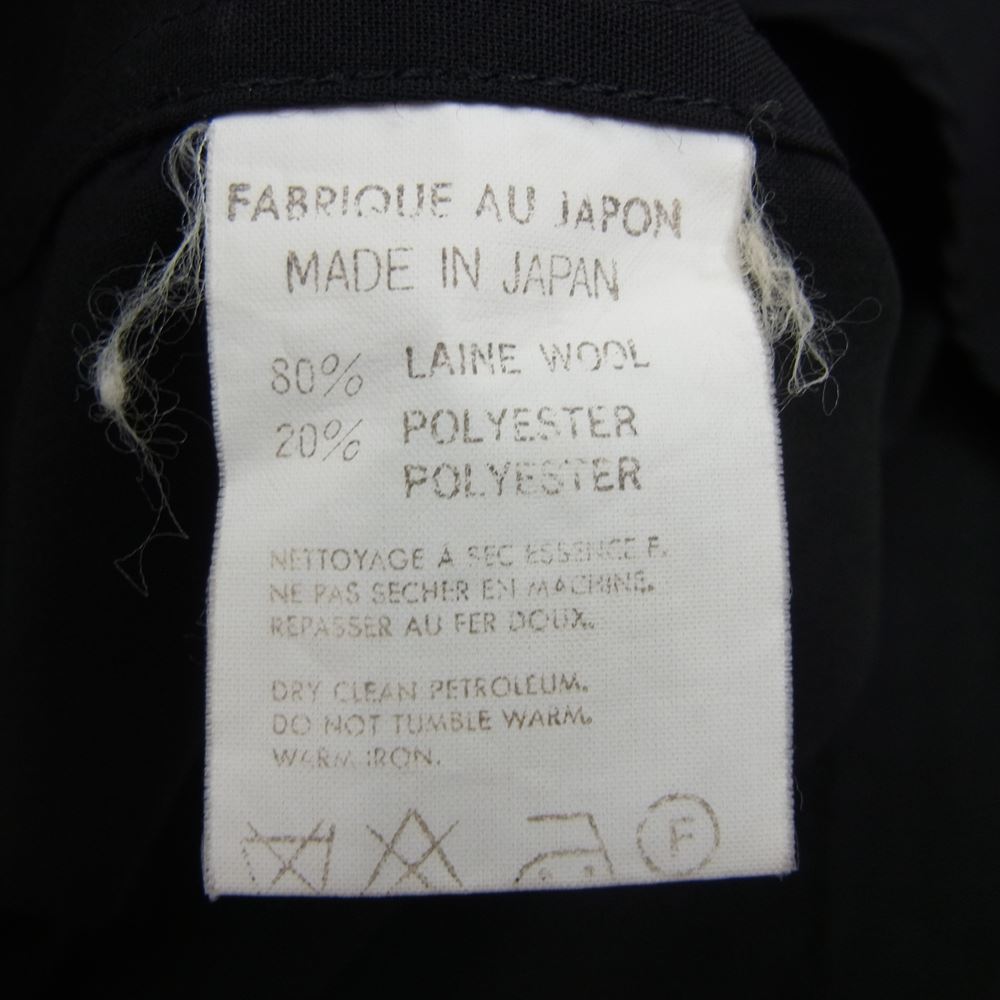 FABRIQUE AU JAPON
MADE IN JAPAN
80% LAINE WOOL
20% POLYESTER
POLYESTER
NETTOYAGE À SEC ESSENCE F.
NE PAS SECHER EN MACHINE.
REPASSER AU FER DOUX.
DRY CLEAN PETROLEUM.
DO NOT TUMBLE WARM.
WARM IRON.
F